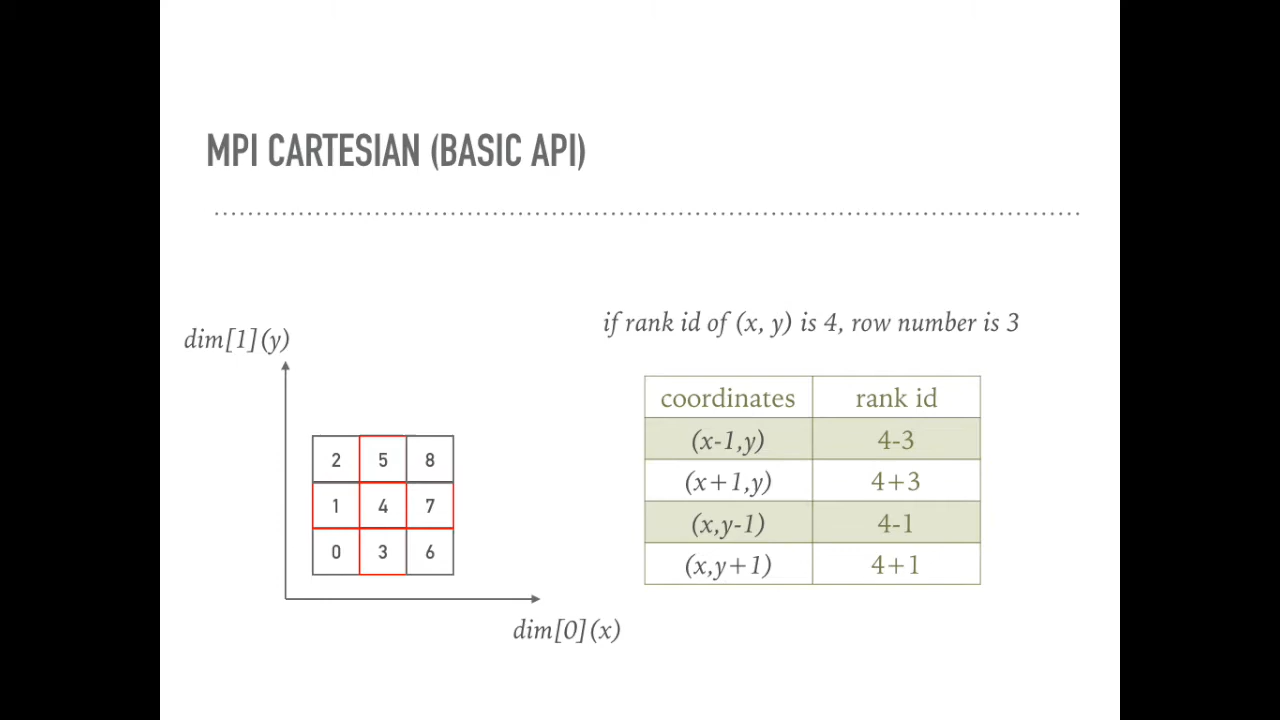 MPI CARTESIAN (BASIC API)
if rank id of (x, y) is 4, row number is 3
dim[1](y)
2 5 8
1 4 7
0 3 6
dim[0](x)
coordinates rank id
(x-1,y) 4-3
(x+1,y) 4+3
(x,y-1) 4-1
(x,y+1) 4+1